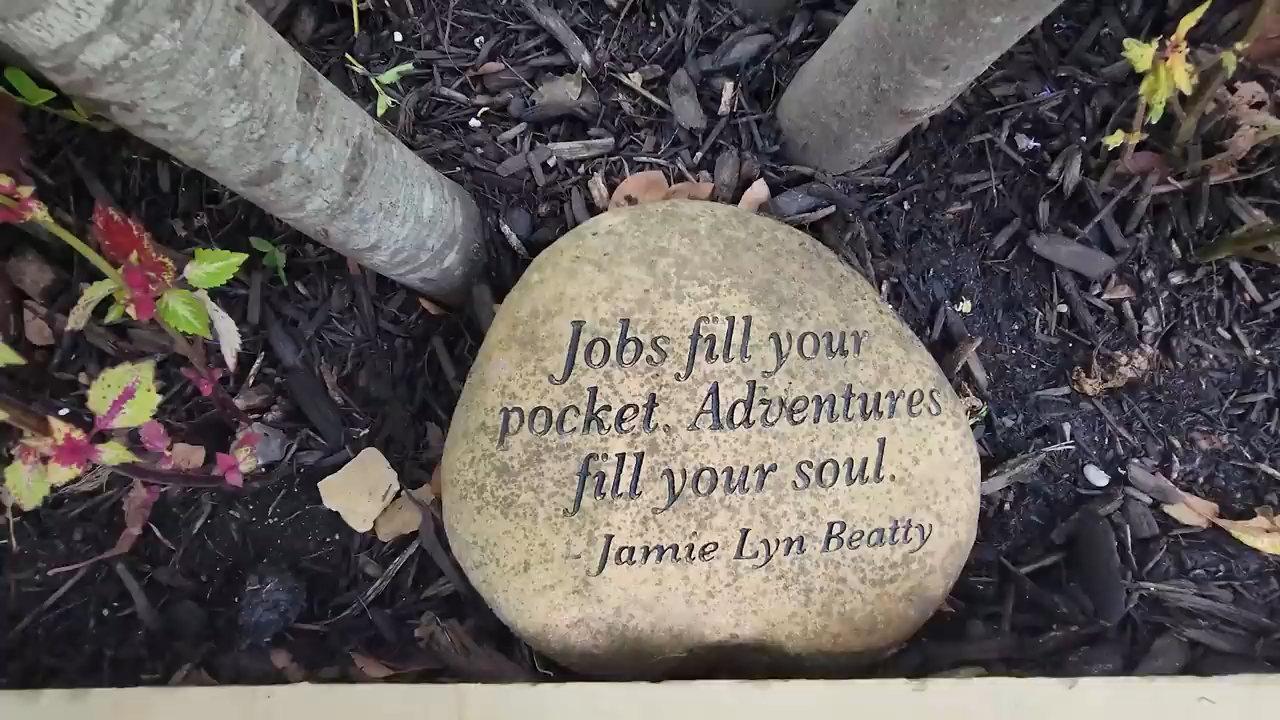 Jobs fill your
pocket. Adventures
fill your soul.
- Jamie Lyn Beatty